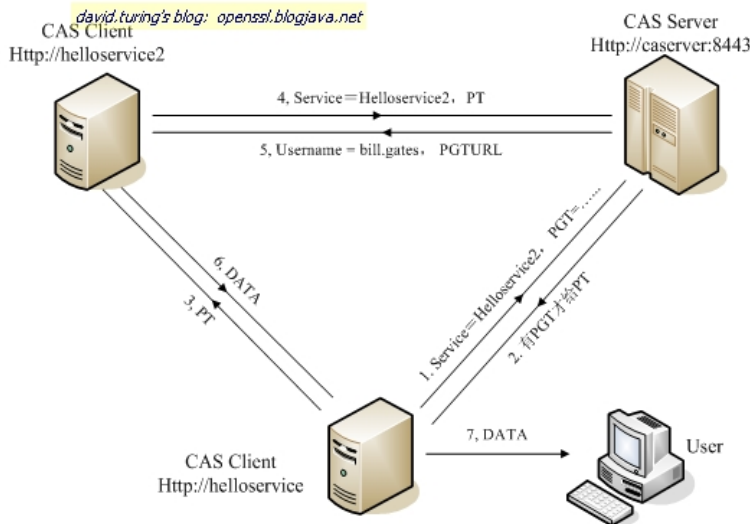 david.turing's blog: openssl.blogjava.net
CAS Client
Http://helloservice2
CAS Server
Http://caserver:8443
4, Service＝Helloservice2， PT
5, Username = bill.gates， PGTURL
6, DATA
3, PT
1. Service＝Helloservice2， PGT=……
2. 有PGT才给PT
CAS Client
Http://helloservice
7, DATA
User